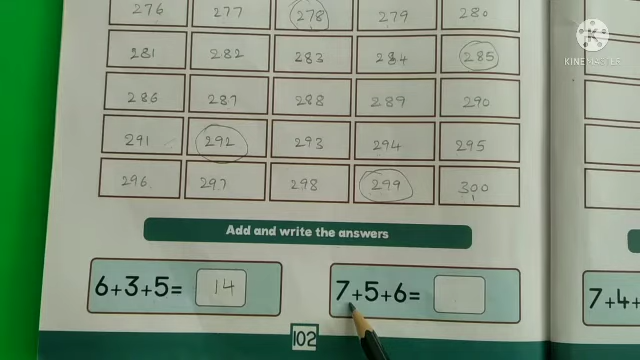 276 277 278 279 280
KINEMASTER
281 282 283 284 285
286 287 288 289 290
291 292 293 294 295
296 297 298 299 300
Add and write the answers
6+3+5= 14
7+5+6=
7+4+
102